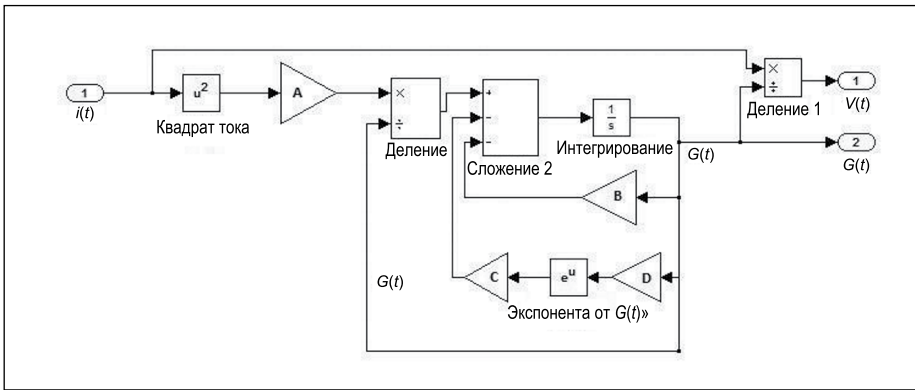 1
i(t)
u²
Квадрат тока
A
×
÷
Деление
+
−
−
Сложение 2
1
s
Интегрирование
G(t)
×
÷
Деление 1
1
V(t)
2
G(t)
B
G(t)
C
eᵘ
D
Экспонента от G(t)»